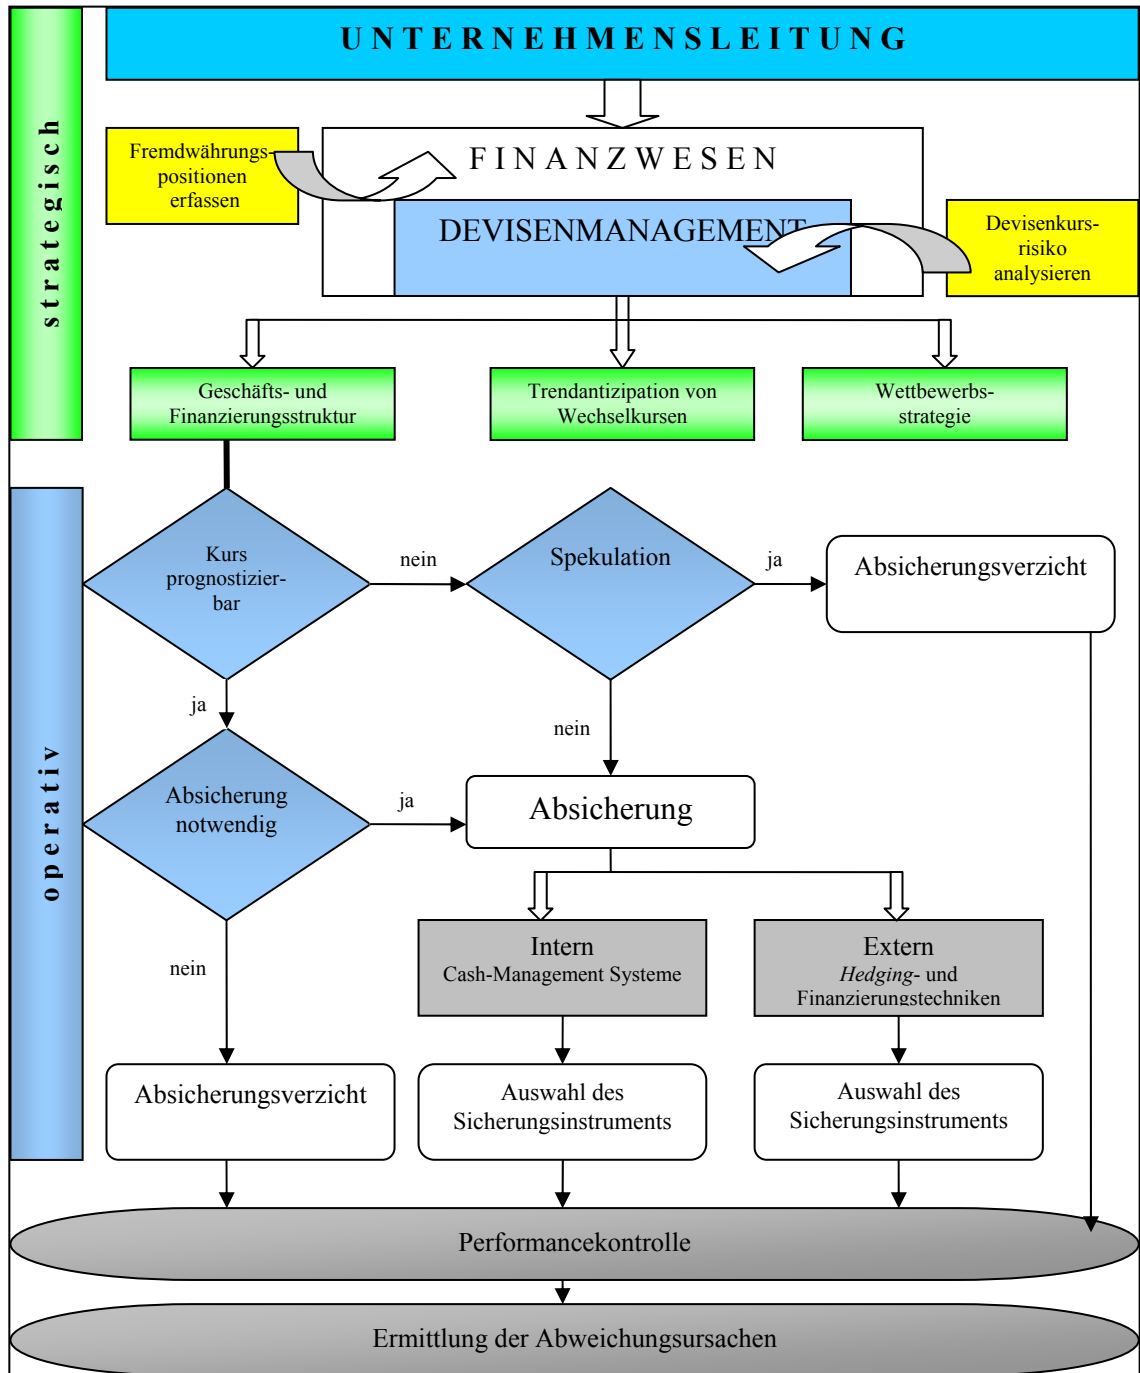 UNTERNEHMENSLEITUNG
strategisch
Fremdwährungs-
positionen
erfassen
FINANZWESEN
DEVISENMANAGEMENT
Devisenkurs-
risiko
analysieren
Geschäfts- und
Finanzierungsstruktur
Trendantizipation von
Wechselkursen
Wettbewerbs-
strategie
operativ
Kurs
prognostizier-
bar
nein
Spekulation
ja
Absicherungsverzicht
ja
nein
Absicherung
notwendig
ja
Absicherung
nein
Intern
Cash-Management Systeme
Extern
Hedging- und
Finanzierungstechniken
Absicherungsverzicht
Auswahl des
Sicherungsinstruments
Auswahl des
Sicherungsinstruments
Performancekontrolle
Ermittlung der Abweichungsursachen